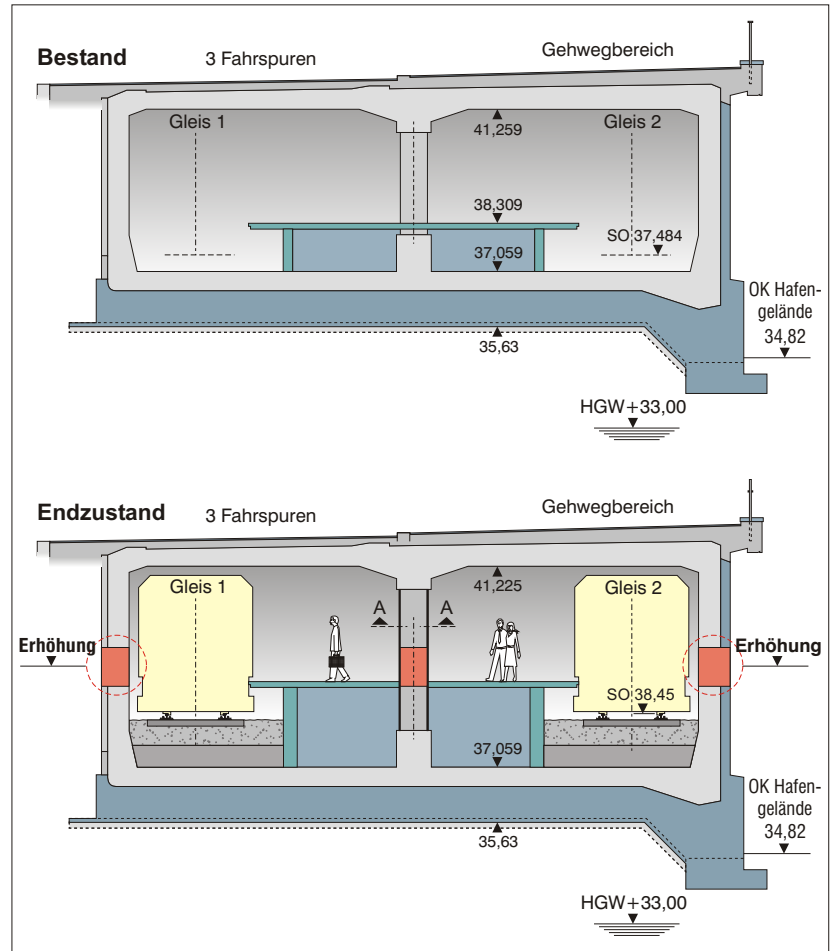 Bestand
3 Fahrspuren
Gehwegbereich
Gleis 1
Gleis 2
41,259
38,309
SO 37,484
37,059
OK Hafen-
gelände
34,82
35,63
HGW+33,00
Endzustand
3 Fahrspuren
Gehwegbereich
Gleis 1
Gleis 2
41,225
A
A
Erhöhung
Erhöhung
SO 38,45
37,059
OK Hafen-
gelände
34,82
35,63
HGW+33,00